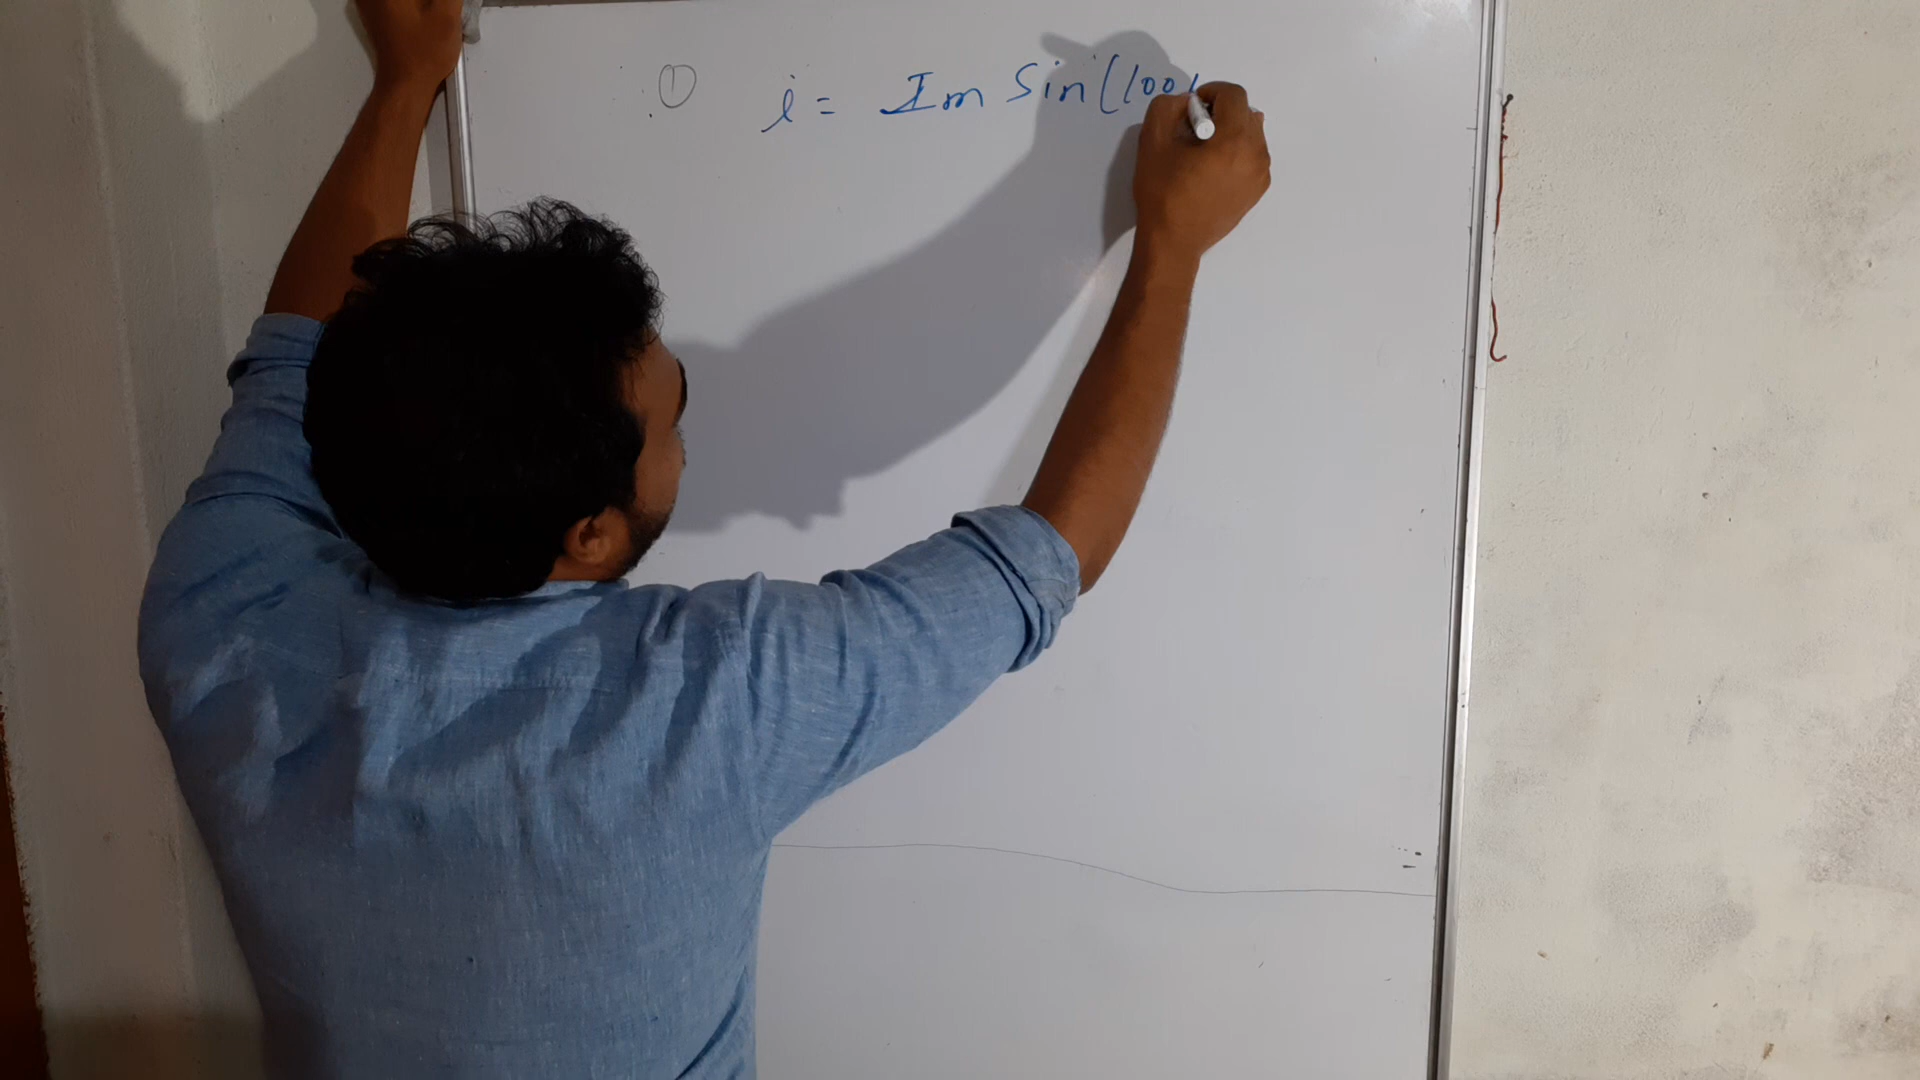 ① i = Im Sin(100